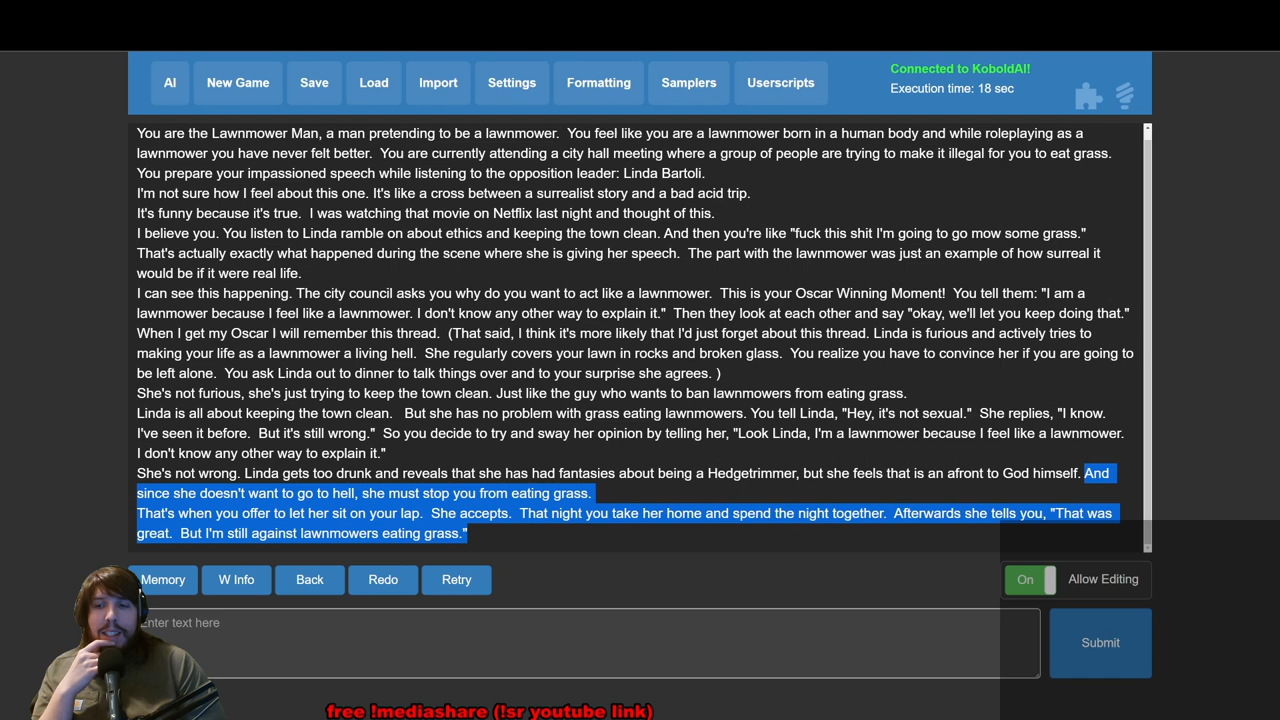 Connected to KoboldAI!
AI New Game Save Load Import Settings Formatting Samplers Userscripts
Execution time: 18 sec
You are the Lawnmower Man, a man pretending to be a lawnmower.  You feel like you are a lawnmower born in a human body and while roleplaying as a
lawnmower you have never felt better.  You are currently attending a city hall meeting where a group of people are trying to make it illegal for you to eat grass.
You prepare your impassioned speech while listening to the opposition leader: Linda Bartoli.
I'm not sure how I feel about this one. It's like a cross between a surrealist story and a bad acid trip.
It's funny because it's true.  I was watching that movie on Netflix last night and thought of this.
I believe you. You listen to Linda ramble on about ethics and keeping the town clean. And then you're like "fuck this shit I'm going to go mow some grass."
That's actually exactly what happened during the scene where she is giving her speech.  The part with the lawnmower was just an example of how surreal it
would be if it were real life.
I can see this happening. The city council asks you why do you want to act like a lawnmower.  This is your Oscar Winning Moment!  You tell them: "I am a
lawnmower because I feel like a lawnmower. I don't know any other way to explain it."  Then they look at each other and say "okay, we'll let you keep doing that."
When I get my Oscar I will remember this thread.  (That said, I think it's more likely that I'd just forget about this thread. Linda is furious and actively tries to
making your life as a lawnmower a living hell.  She regularly covers your lawn in rocks and broken glass.  You realize you have to convince her if you are going to
be left alone.  You ask Linda out to dinner to talk things over and to your surprise she agrees. )
She's not furious, she's just trying to keep the town clean. Just like the guy who wants to ban lawnmowers from eating grass.
Linda is all about keeping the town clean.   But she has no problem with grass eating lawnmowers. You tell Linda, "Hey, it's not sexual."  She replies, "I know.
I've seen it before.  But it's still wrong."  So you decide to try and sway her opinion by telling her, "Look Linda, I'm a lawnmower because I feel like a lawnmower.
I don't know any other way to explain it."
She's not wrong. Linda gets too drunk and reveals that she has had fantasies about being a Hedgetrimmer, but she feels that is an afront to God himself. And
since she doesn't want to go to hell, she must stop you from eating grass.
That's when you offer to let her sit on your lap.  She accepts.  That night you take her home and spend the night together.  Afterwards she tells you, "That was
great.  But I'm still against lawnmowers eating grass."
Memory W Info Back Redo Retry On Allow Editing
Enter text here
Submit
free !mediashare (!sr youtube link)